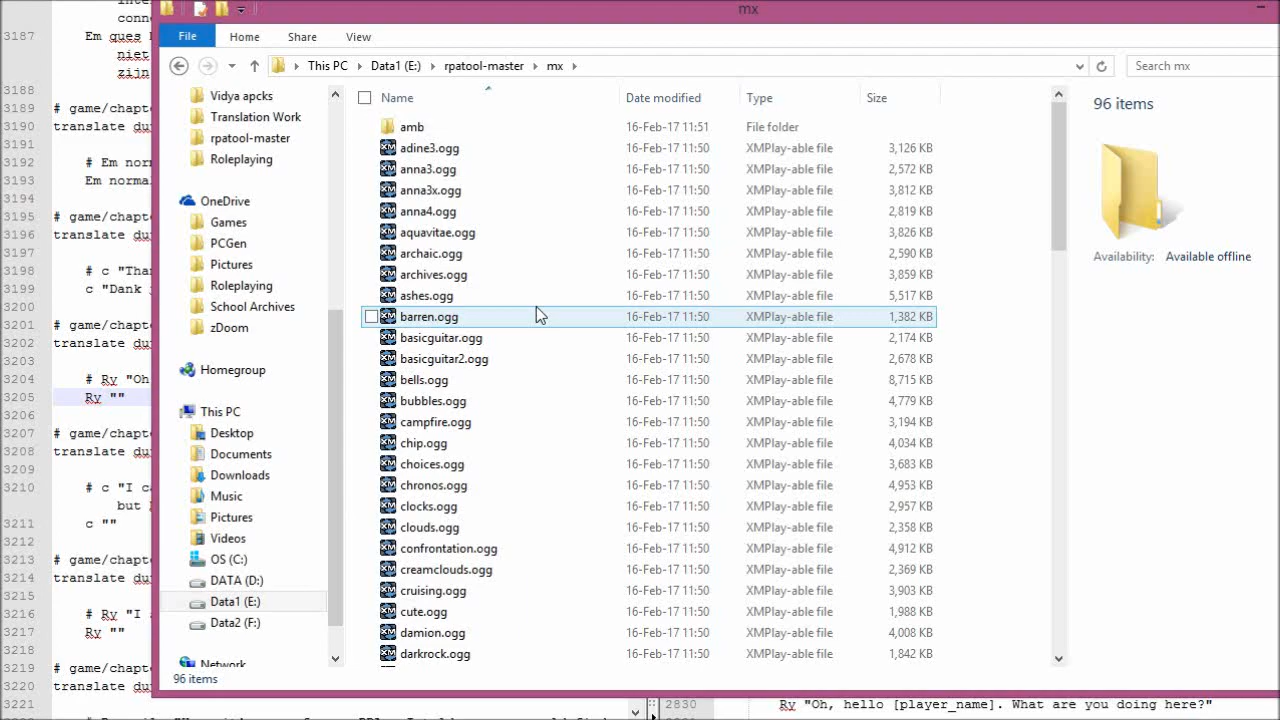 mx
File Home Share View
This PC Data1 (E:) rpatool-master mx Search mx
Vidya apcks
Translation Work
rpatool-master
Roleplaying
OneDrive
Games
PCGen
Pictures
Roleplaying
School Archives
zDoom
Homegroup
This PC
Desktop
Documents
Downloads
Music
Pictures
Videos
OS (C:)
DATA (D:)
Data1 (E:)
Data2 (F:)
Network
96 items
Name Date modified Type Size
amb 16-Feb-17 11:51 File folder
adine3.ogg 16-Feb-17 11:50 XMPlay-able file 3,126 KB
anna3.ogg 16-Feb-17 11:50 XMPlay-able file 2,572 KB
anna3x.ogg 16-Feb-17 11:50 XMPlay-able file 3,812 KB
anna4.ogg 16-Feb-17 11:50 XMPlay-able file 2,819 KB
aquavitae.ogg 16-Feb-17 11:50 XMPlay-able file 3,826 KB
archaic.ogg 16-Feb-17 11:50 XMPlay-able file 2,590 KB
archives.ogg 16-Feb-17 11:50 XMPlay-able file 3,859 KB
ashes.ogg 16-Feb-17 11:50 XMPlay-able file 5,517 KB
barren.ogg 16-Feb-17 11:50 XMPlay-able file 1,382 KB
basicguitar.ogg 16-Feb-17 11:50 XMPlay-able file 2,174 KB
basicguitar2.ogg 16-Feb-17 11:50 XMPlay-able file 2,678 KB
bells.ogg 16-Feb-17 11:50 XMPlay-able file 8,715 KB
bubbles.ogg 16-Feb-17 11:50 XMPlay-able file 4,779 KB
campfire.ogg 16-Feb-17 11:50 XMPlay-able file 3,194 KB
chip.ogg 16-Feb-17 11:50 XMPlay-able file 4,034 KB
choices.ogg 16-Feb-17 11:50 XMPlay-able file 3,683 KB
chronos.ogg 16-Feb-17 11:50 XMPlay-able file 4,953 KB
clocks.ogg 16-Feb-17 11:50 XMPlay-able file 2,957 KB
clouds.ogg 16-Feb-17 11:50 XMPlay-able file 2,358 KB
confrontation.ogg 16-Feb-17 11:50 XMPlay-able file 4,912 KB
creamclouds.ogg 16-Feb-17 11:50 XMPlay-able file 2,369 KB
cruising.ogg 16-Feb-17 11:50 XMPlay-able file 3,903 KB
cute.ogg 16-Feb-17 11:50 XMPlay-able file 1,988 KB
damion.ogg 16-Feb-17 11:50 XMPlay-able file 4,008 KB
darkrock.ogg 16-Feb-17 11:50 XMPlay-able file 1,842 KB
96 items
Availability: Available offline
3187 Em ques
niet
zijn
3188
3189 # game/chapt
3190 translate du
3191
3192 # Em nor
3193 Em normal
3194
3195 # game/chapt
3196 translate du
3197
3198 # c "Than
3199 c "Dank
3200
3201 # game/chapt
3202 translate du
3203
3204 # Ry "Oh
3205 Ry ""
3206
3207 # game/chapt
3208 translate du
3209
3210 # c "I ca
but
3211 c ""
3212
3213 # game/chapt
3214 translate du
3215
3216 # Ry "I
3217 Ry ""
3218
3219 # game/chapt
3220 translate du
3221
2830 Ry "Oh, hello [player_name]. What are you doing here?"